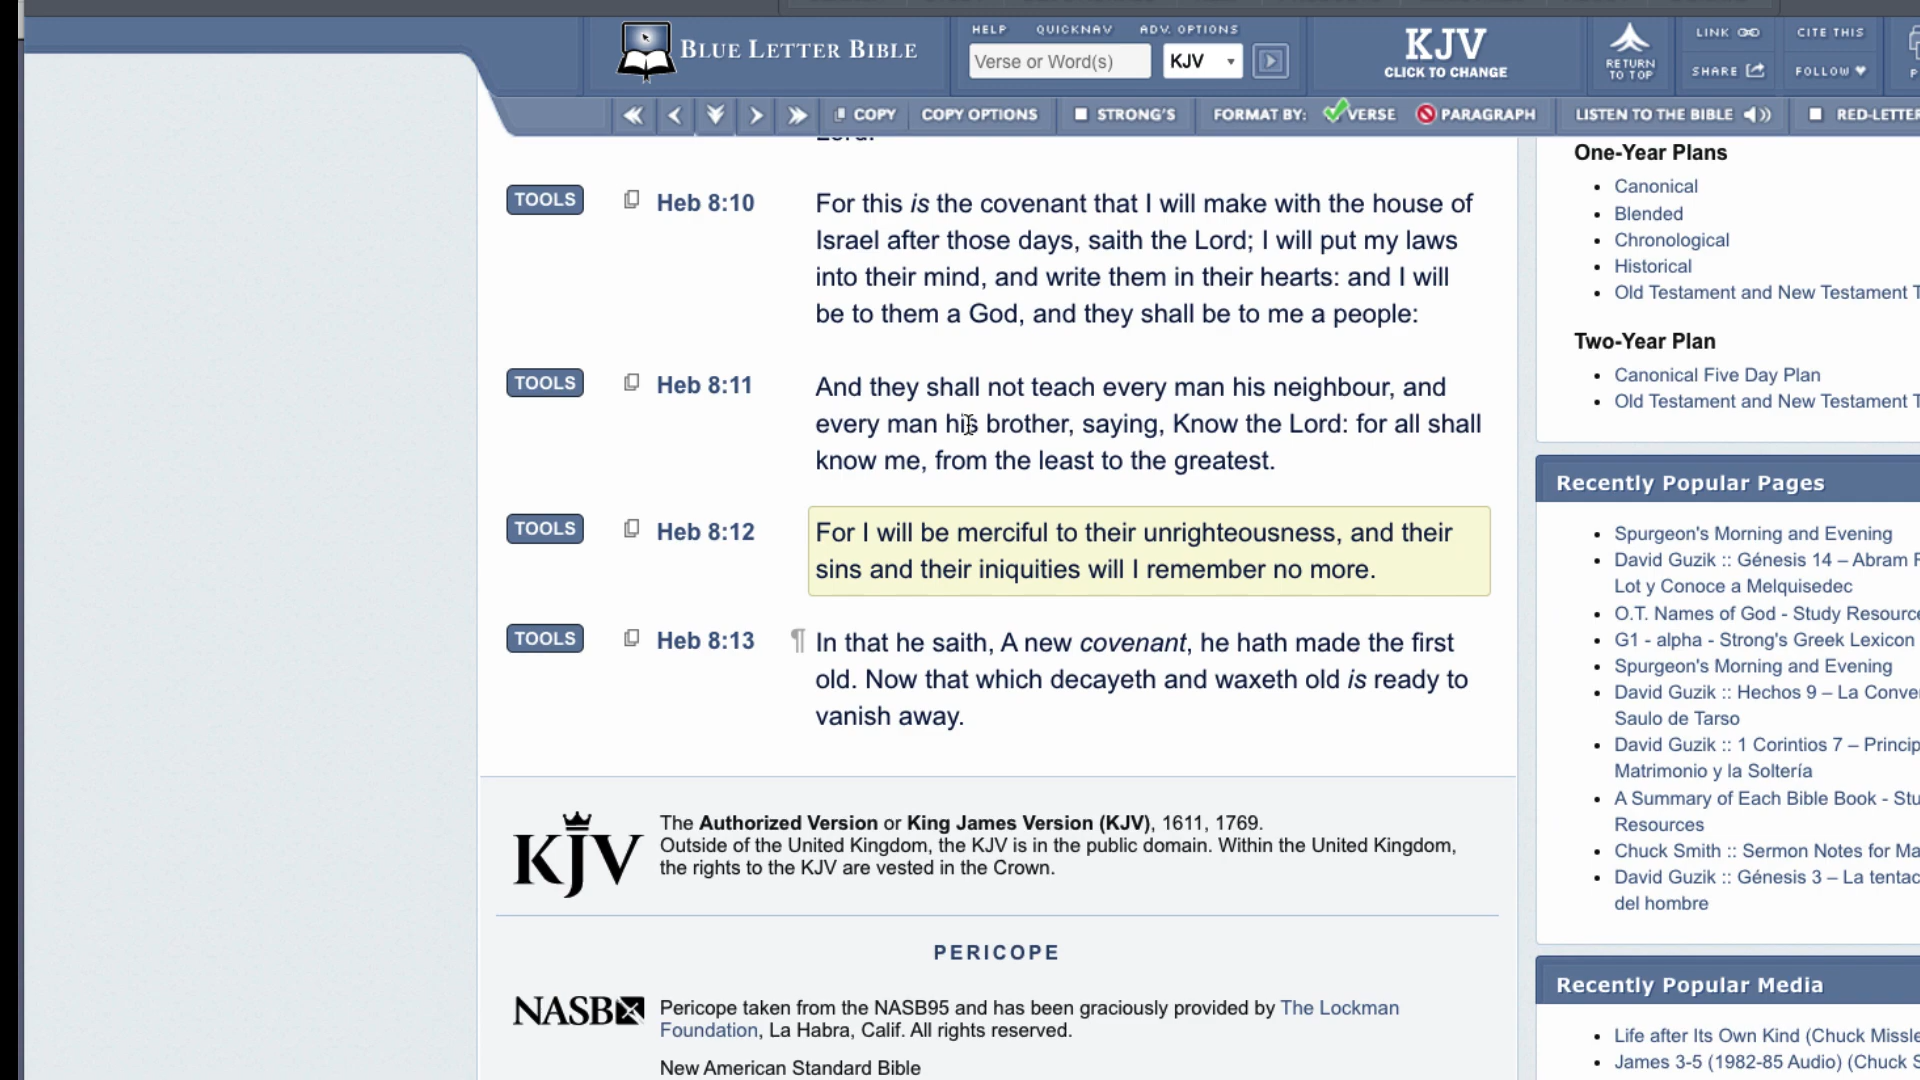 BLUE LETTER BIBLE
HELP QUICKNAV ADV. OPTIONS
Verse or Word(s) KJV
KJV
CLICK TO CHANGE
RETURN
TO TOP
LINK
SHARE
CITE THIS
FOLLOW
COPY COPY OPTIONS STRONG'S FORMAT BY: VERSE PARAGRAPH LISTEN TO THE BIBLE RED-LETTER
Lord.
TOOLS Heb 8:10 For this is the covenant that I will make with the house of
Israel after those days, saith the Lord; I will put my laws
into their mind, and write them in their hearts: and I will
be to them a God, and they shall be to me a people:
TOOLS Heb 8:11 And they shall not teach every man his neighbour, and
every man his brother, saying, Know the Lord: for all shall
know me, from the least to the greatest.
TOOLS Heb 8:12 For I will be merciful to their unrighteousness, and their
sins and their iniquities will I remember no more.
TOOLS Heb 8:13 ¶ In that he saith, A new covenant, he hath made the first
old. Now that which decayeth and waxeth old is ready to
vanish away.
KJV
The Authorized Version or King James Version (KJV), 1611, 1769.
Outside of the United Kingdom, the KJV is in the public domain. Within the United Kingdom,
the rights to the KJV are vested in the Crown.
PERICOPE
NASB
Pericope taken from the NASB95 and has been graciously provided by The Lockman
Foundation, La Habra, Calif. All rights reserved.
New American Standard Bible
One-Year Plans
Canonical
Blended
Chronological
Historical
Old Testament and New Testament T
Two-Year Plan
Canonical Five Day Plan
Old Testament and New Testament T
Recently Popular Pages
Spurgeon's Morning and Evening
David Guzik :: Génesis 14 – Abram R
Lot y Conoce a Melquisedec
O.T. Names of God - Study Resource
G1 - alpha - Strong's Greek Lexicon
Spurgeon's Morning and Evening
David Guzik :: Hechos 9 – La Conve
Saulo de Tarso
David Guzik :: 1 Corintios 7 – Princip
Matrimonio y la Soltería
A Summary of Each Bible Book - Stu
Resources
Chuck Smith :: Sermon Notes for Ma
David Guzik :: Génesis 3 – La tentac
del hombre
Recently Popular Media
Life after Its Own Kind (Chuck Missle
James 3-5 (1982-85 Audio) (Chuck S